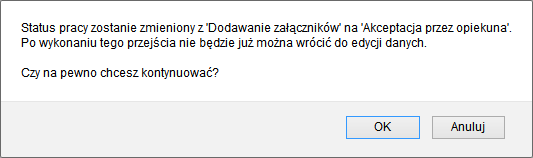 Status pracy zostanie zmieniony z 'Dodawanie załączników' na 'Akceptacja przez opiekuna'.
Po wykonaniu tego przejścia nie będzie już można wrócić do edycji danych.
Czy na pewno chcesz kontynuować?
OK Anuluj